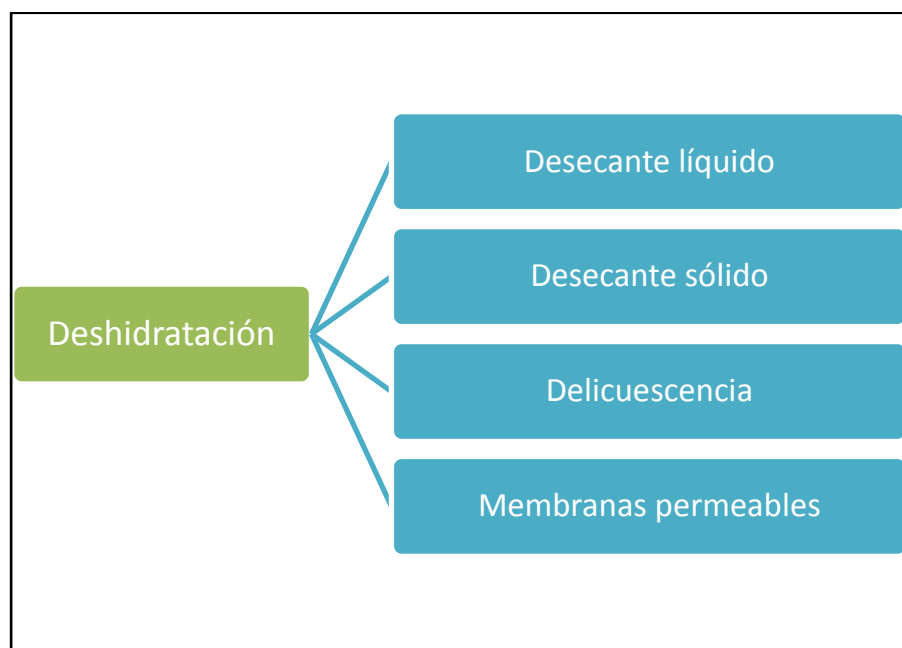 Deshidratación
Desecante líquido
Desecante sólido
Delicuescencia
Membranas permeables